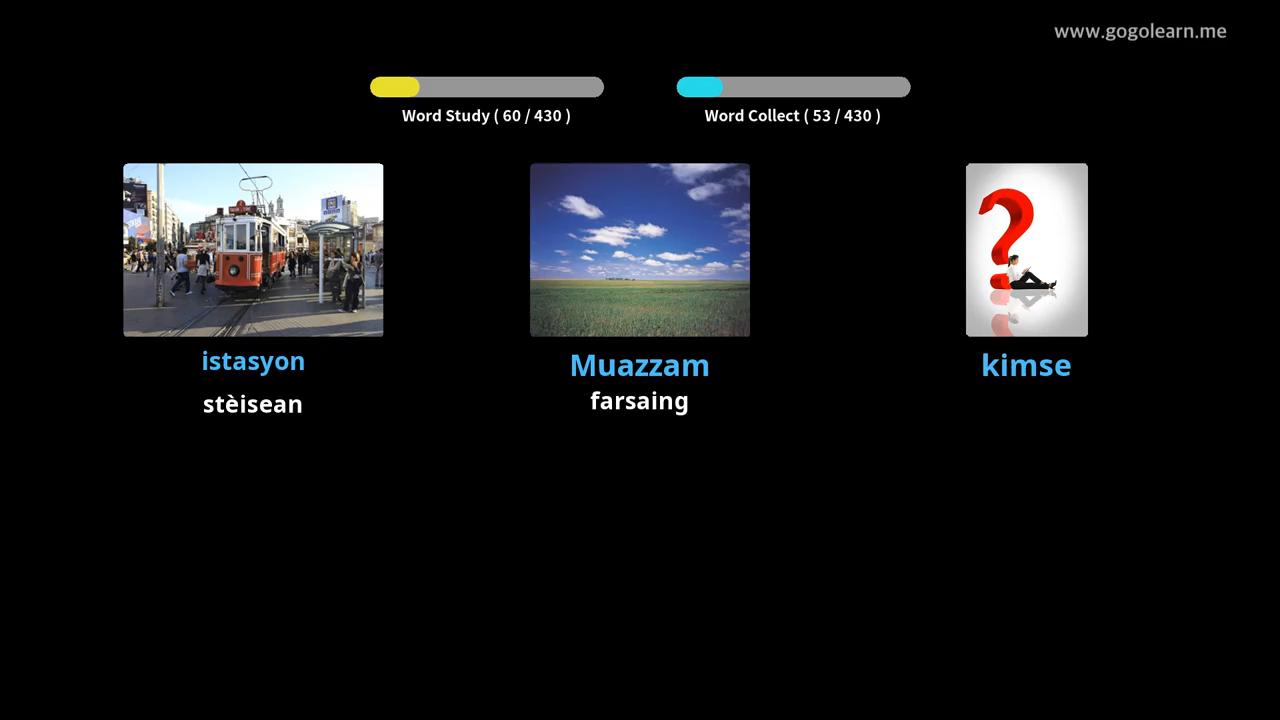 www.gogolearn.me
Word Study ( 60 / 430 )
Word Collect ( 53 / 430 )
istasyon
stèisean
Muazzam
farsaing
kimse